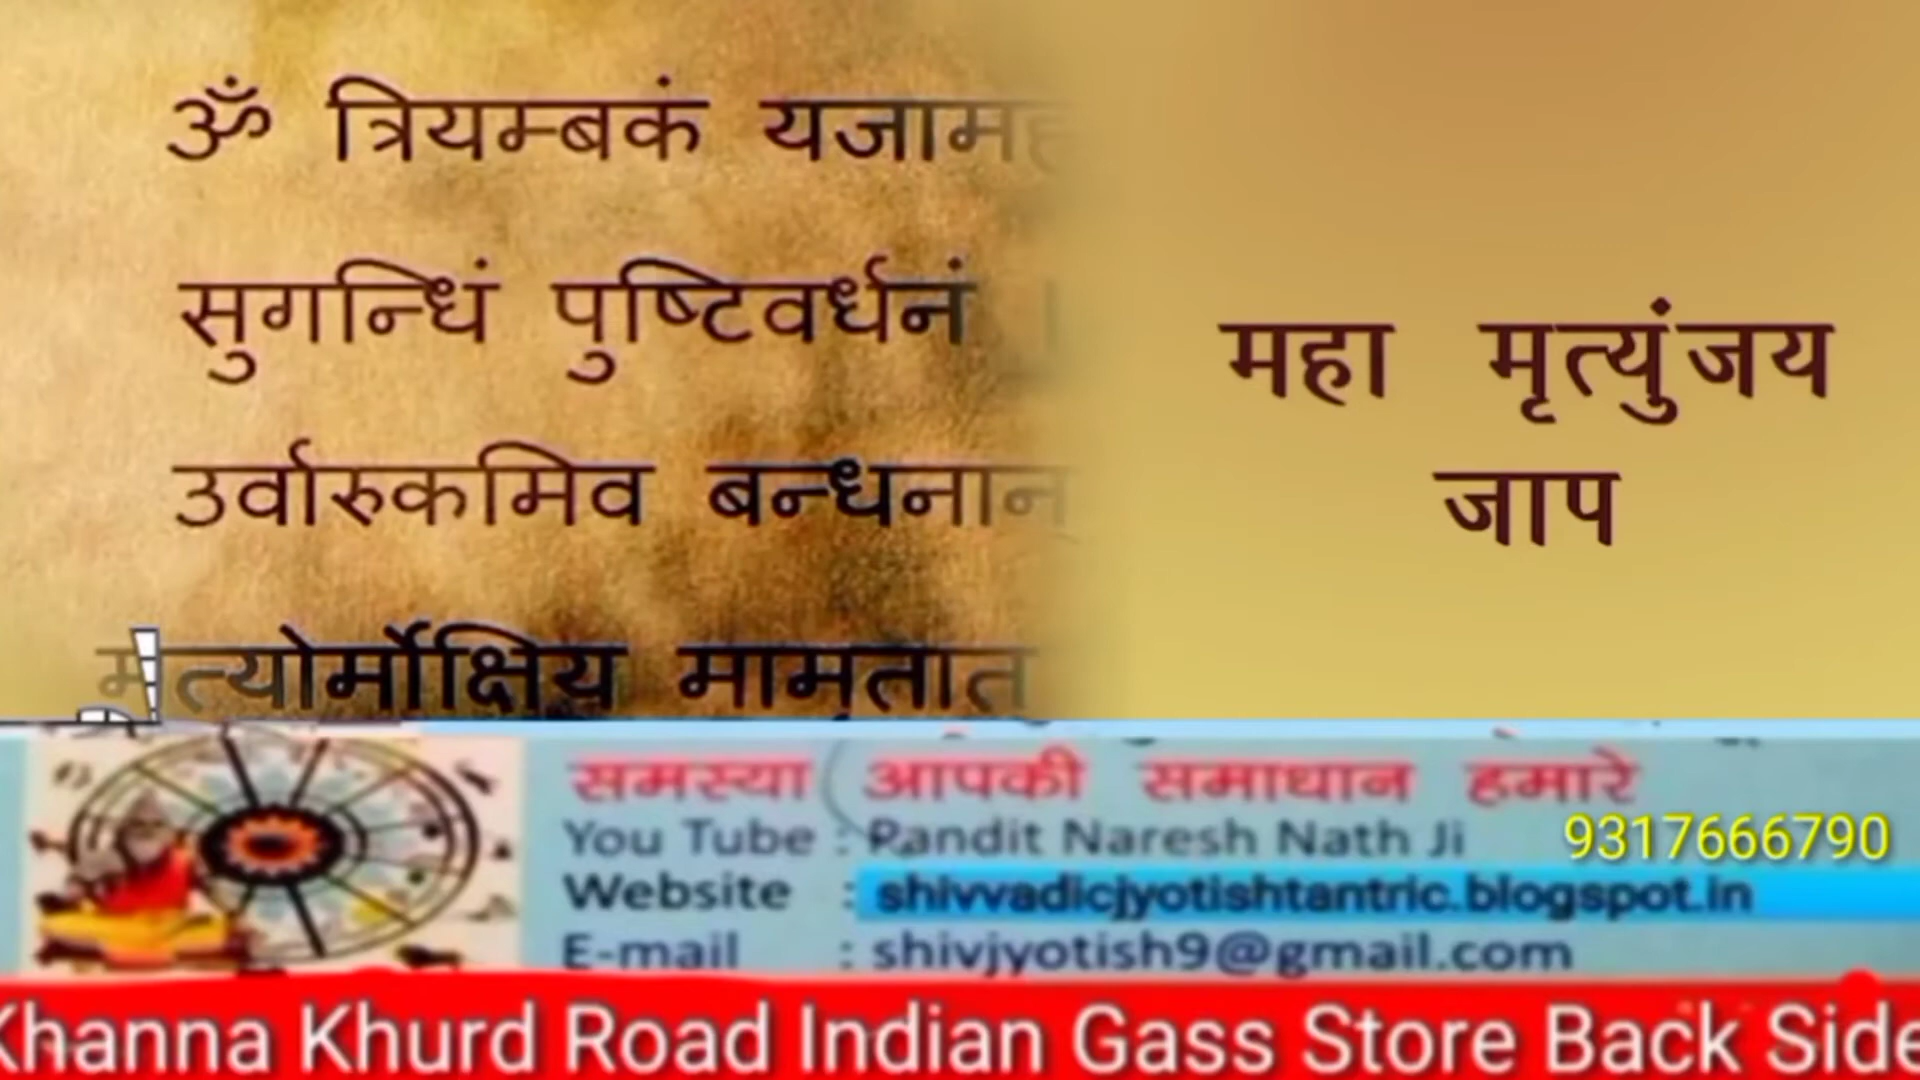 ॐ त्रियम्बकं यजामह
सुगन्धिं पुष्टिवर्धनं ।
उर्वारुकमिव बन्धनान्
मृत्योर्मोक्षिय मामृतात्
महा मृत्युंजय
जाप
समस्या आपकी समाधान हमारे
You Tube : Pandit Naresh Nath Ji
9317666790
Website : shivvadicjyotishtantric.blogspot.in
E-mail : shivjyotish9@gmail.com
Khanna Khurd Road Indian Gass Store Back Side